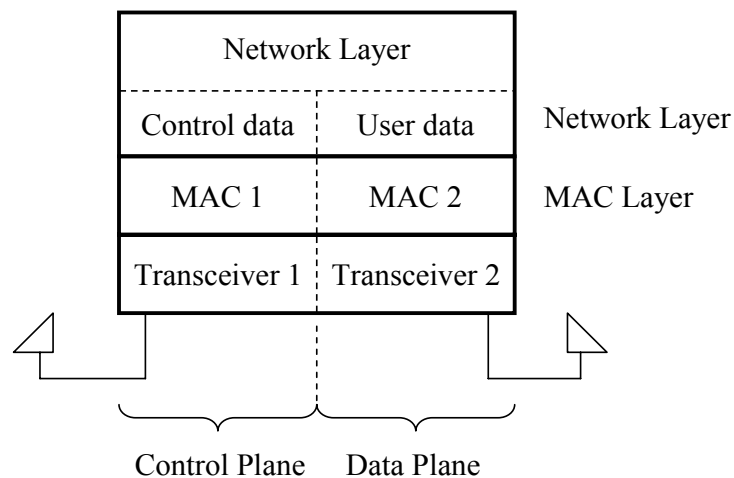 Network Layer
Control data User data Network Layer
MAC 1 MAC 2 MAC Layer
Transceiver 1 Transceiver 2
Control Plane Data Plane